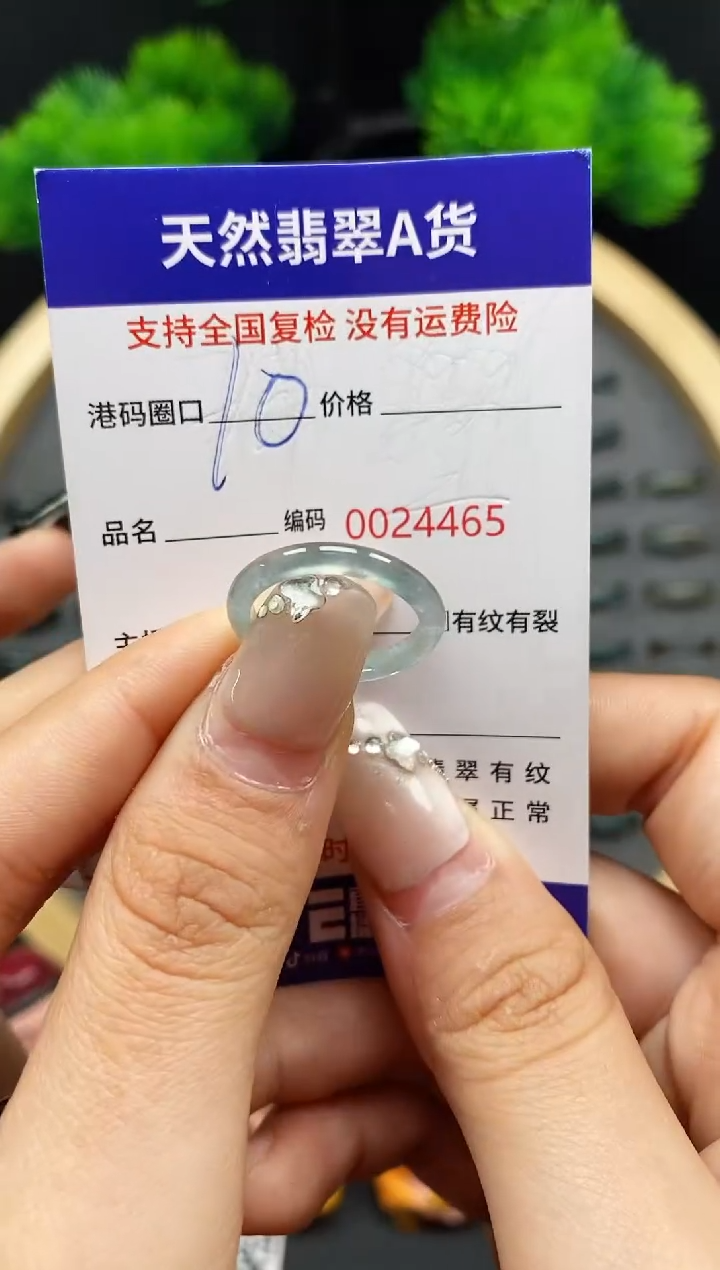 天然翡翠A货
支持全国复检 没有运费险
港码圈口 10 价格
品名 编码 0024465
有纹有裂
翠有纹
正常
时